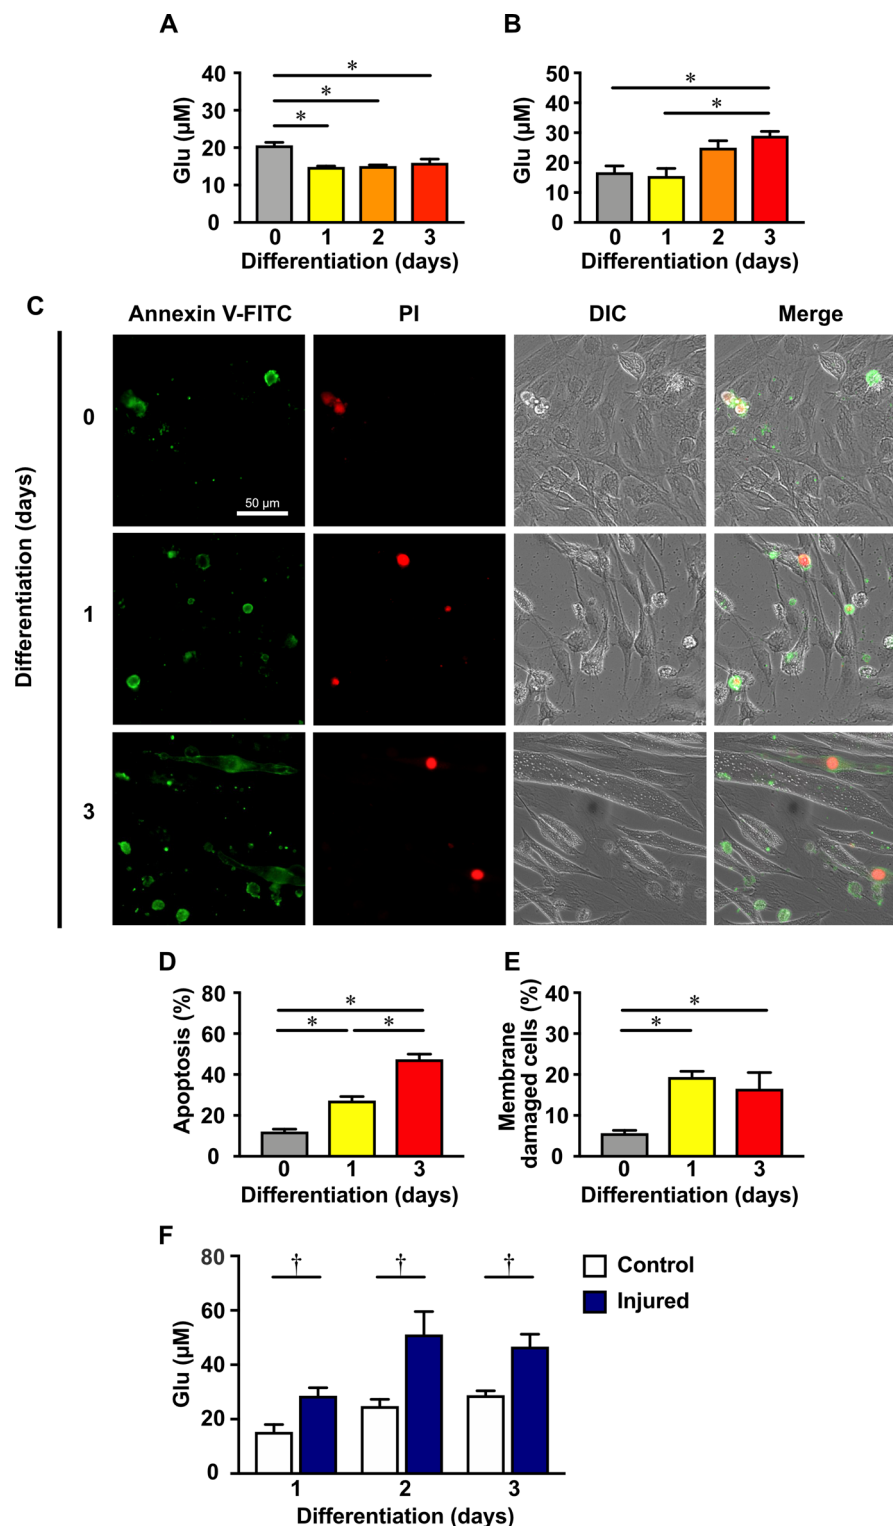 A
40
30
20
10
0
Glu (µM)
*
*
*
0 1 2 3
Differentiation (days)
B
50
40
30
20
10
0
Glu (µM)
*
*
0 1 2 3
Differentiation (days)
C
Annexin V-FITC PI DIC Merge
Differentiation (days)
0
50 µm
1
3
D
80
60
40
20
0
Apoptosis (%)
*
* *
0 1 3
Differentiation (days)
E
40
30
20
10
0
Membrane
damaged cells (%)
*
*
0 1 3
Differentiation (days)
F
80
60
40
20
0
Glu (µM)
† † †
1 2 3
Differentiation (days)
Control
Injured